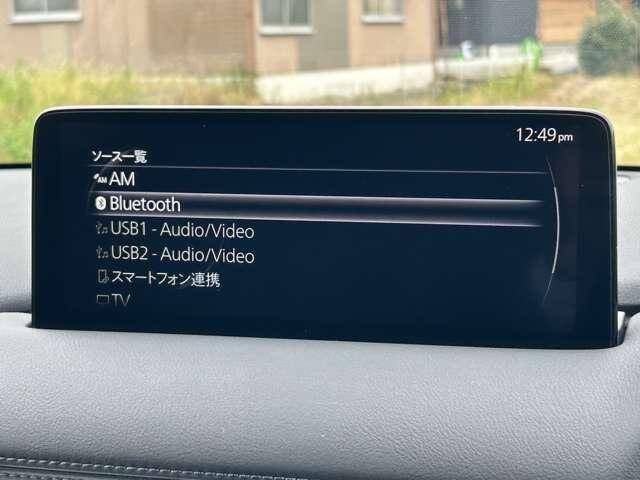 12:49pm
ソース一覧
AM
Bluetooth
USB1 - Audio/Video
USB2 - Audio/Video
スマートフォン連携
TV